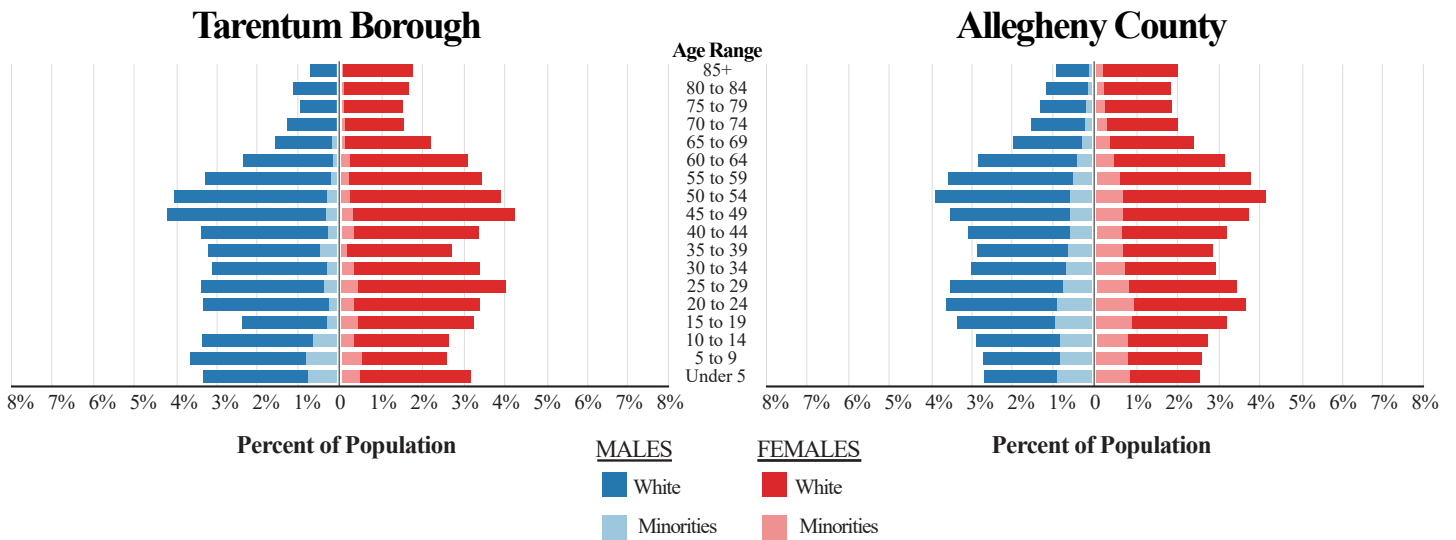 Tarentum Borough
Allegheny County
Age Range
85+
80 to 84
75 to 79
70 to 74
65 to 69
60 to 64
55 to 59
50 to 54
45 to 49
40 to 44
35 to 39
30 to 34
25 to 29
20 to 24
15 to 19
10 to 14
5 to 9
Under 5
8% 7% 6% 5% 4% 3% 2% 1% 0 1% 2% 3% 4% 5% 6% 7% 8%
8% 7% 6% 5% 4% 3% 2% 1% 0 1% 2% 3% 4% 5% 6% 7% 8%
Percent of Population
Percent of Population
MALES
White
Minorities
FEMALES
White
Minorities